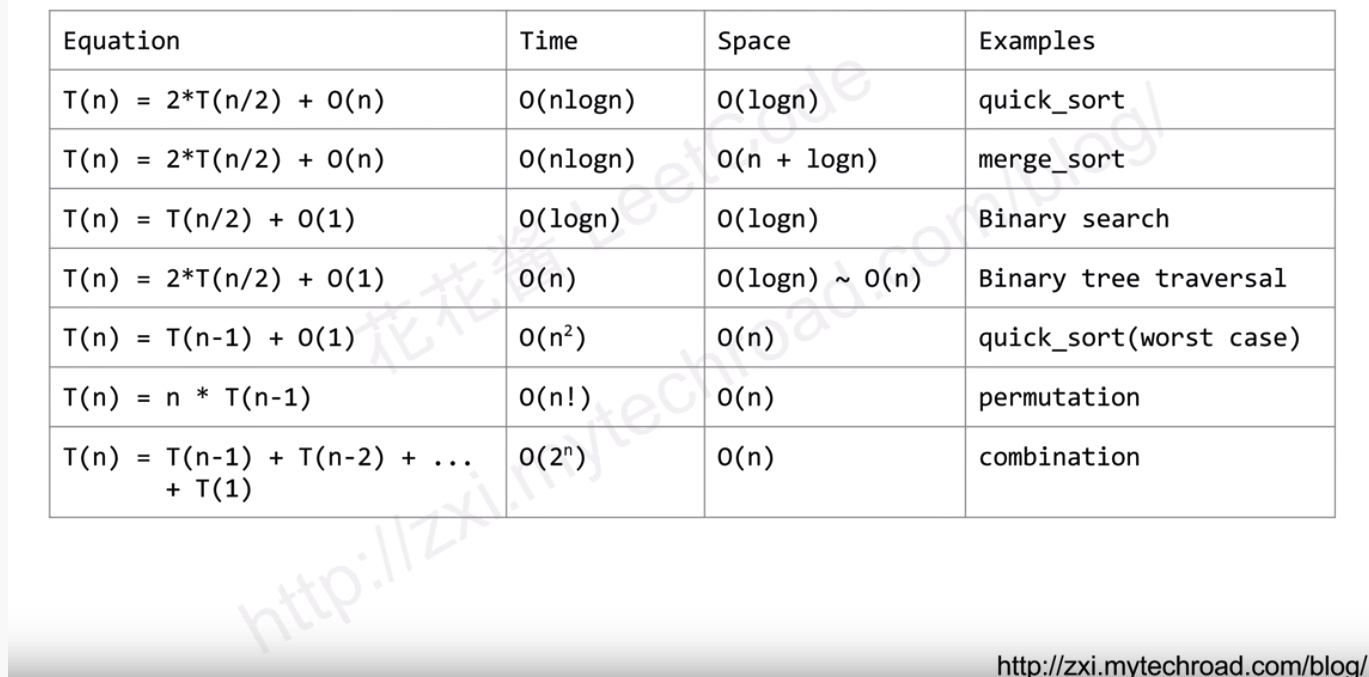 Equation Time Space Examples
T(n) = 2*T(n/2) + O(n) O(nlogn) O(logn) quick_sort
T(n) = 2*T(n/2) + O(n) O(nlogn) O(n + logn) merge_sort
T(n) = T(n/2) + O(1) O(logn) O(logn) Binary search
T(n) = 2*T(n/2) + O(1) O(n) O(logn) ~ O(n) Binary tree traversal
T(n) = T(n-1) + O(1) O(n²) O(n) quick_sort(worst case)
T(n) = n * T(n-1) O(n!) O(n) permutation
T(n) = T(n-1) + T(n-2) + ... O(2ⁿ) O(n) combination
+ T(1)
花花酱 LeetCode
http://zxi.mytechroad.com/blog/
http://zxi.mytechroad.com/blog/